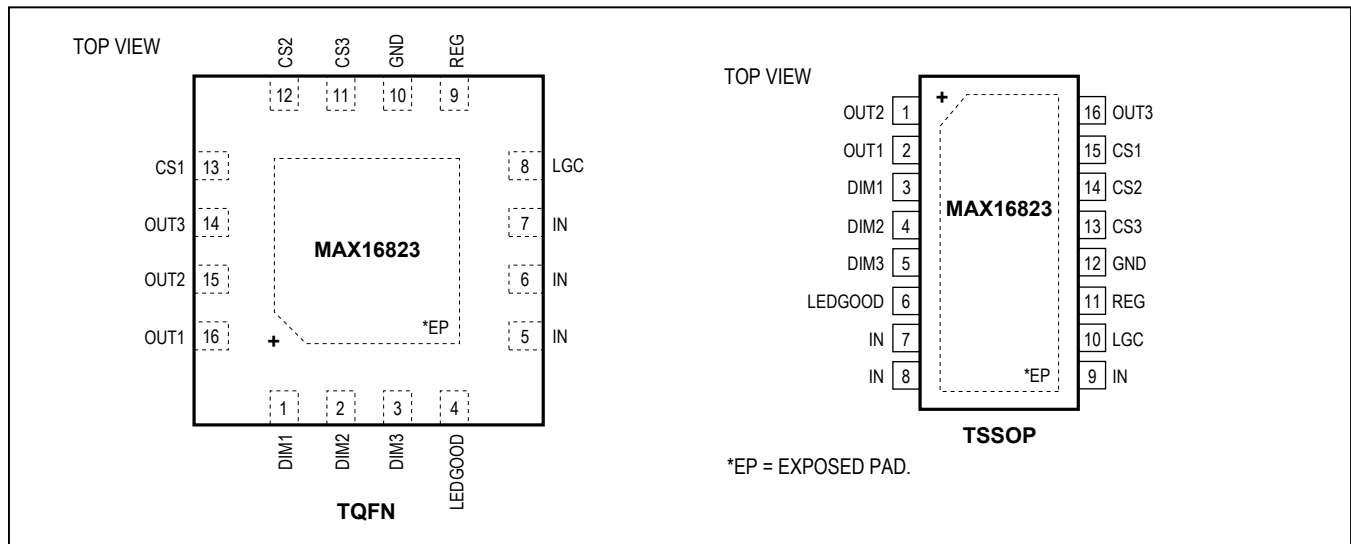 TOP VIEW
CS2
CS3
GND
REG
12
11
10
9
CS1 13
OUT3 14
OUT2 15
OUT1 16
8 LGC
7 IN
6 IN
5 IN
MAX16823
*EP
+
1
2
3
4
DIM1
DIM2
DIM3
LEDGOOD
TQFN
TOP VIEW
+
OUT2 1
OUT1 2
DIM1 3
DIM2 4
DIM3 5
LEDGOOD 6
IN 7
IN 8
MAX16823
*EP
16 OUT3
15 CS1
14 CS2
13 CS3
12 GND
11 REG
10 LGC
9 IN
TSSOP
*EP = EXPOSED PAD.